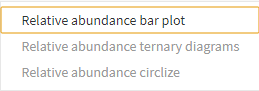 Relative abundance bar plot
Relative abundance ternary diagrams
Relative abundance circlize